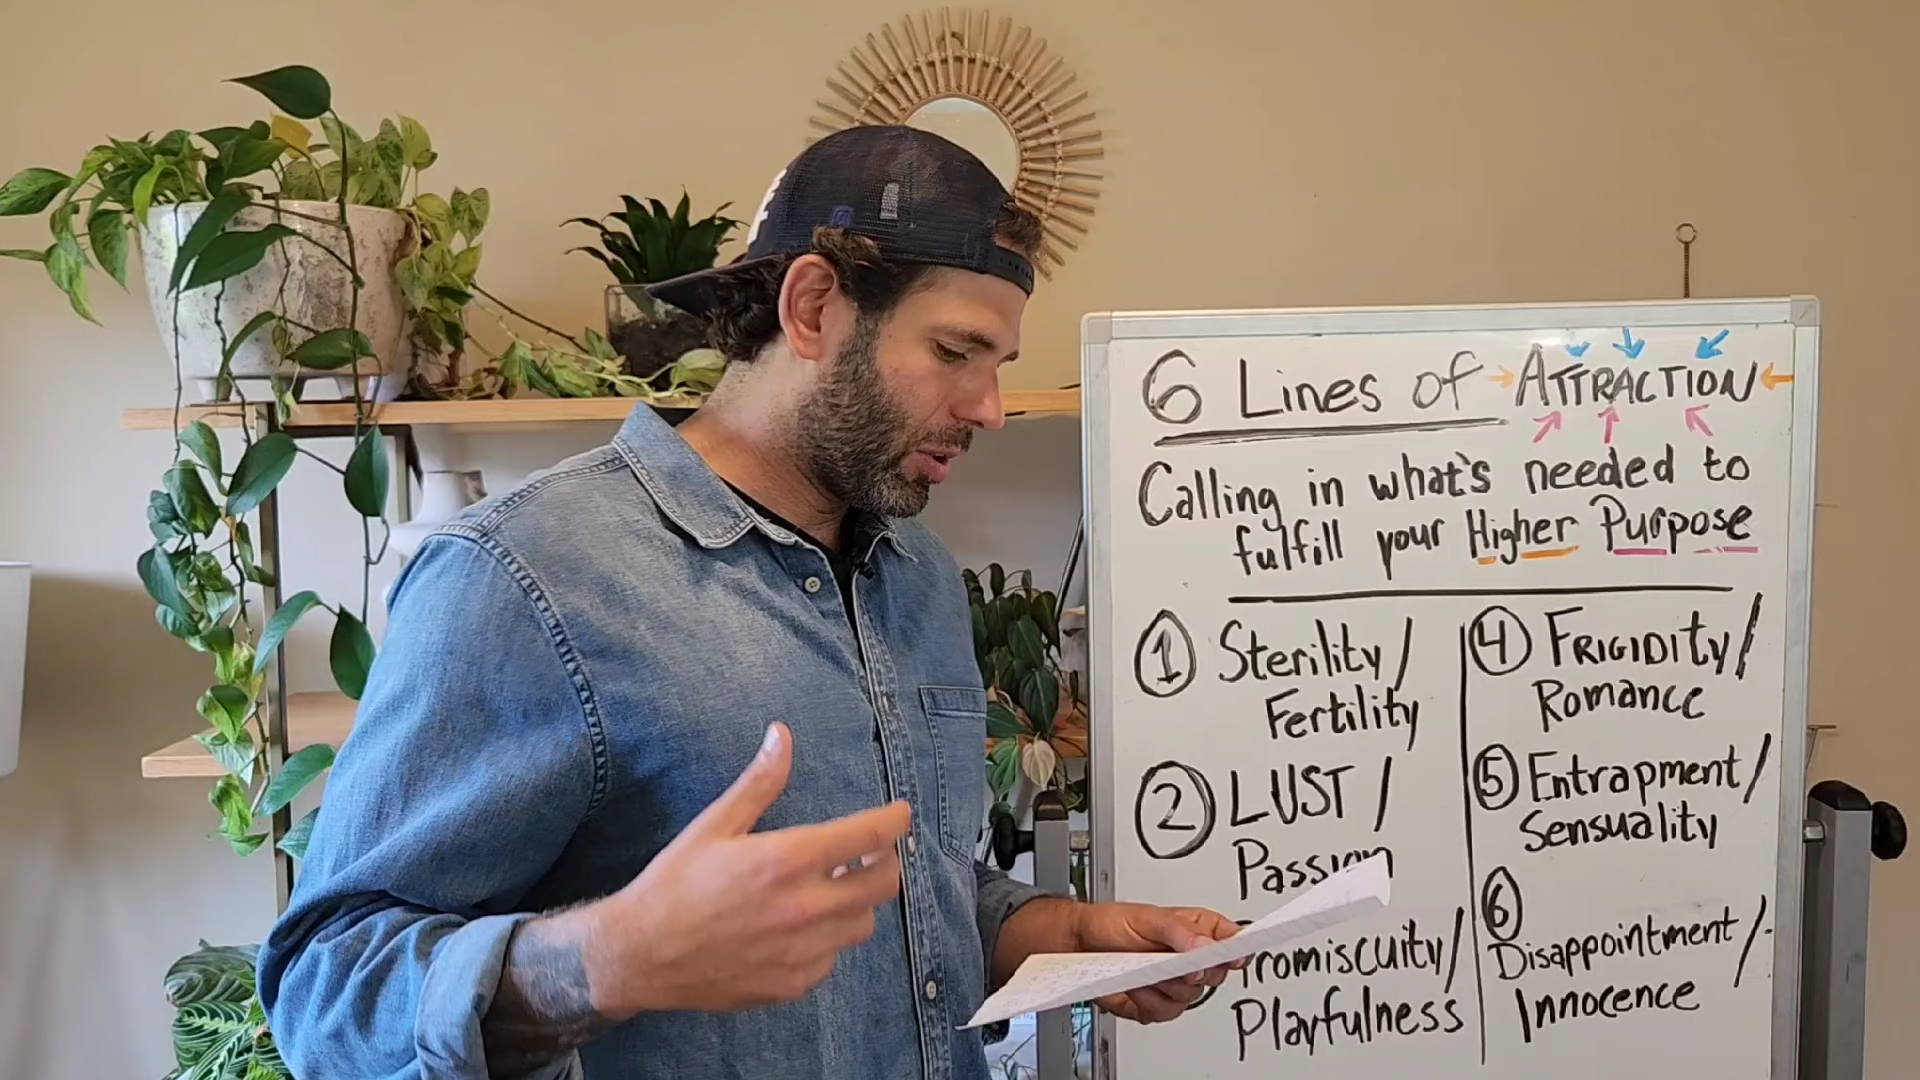 6 Lines of ATTRACTION
Calling in what's needed to
fulfill your Higher Purpose
1 Sterility/
Fertility
2 LUST /
Passion
Promiscuity/
Playfulness
4 FRIGIDITY/
Romance
5 Entrapment/
Sensuality
6
Disappointment/
Innocence